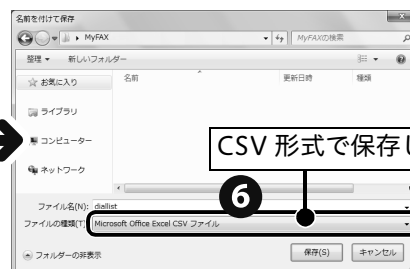 名前を付けて保存
MyFAX
MyFAXの検索
整理 新しいフォルダー
お気に入り
ライブラリ
コンピューター
ネットワーク
名前 更新日時 種類
CSV 形式で保存
6
ファイル名(N): diallist
ファイルの種類(T): Microsoft Office Excel CSV ファイル
フォルダーの非表示
保存(S) キャンセル